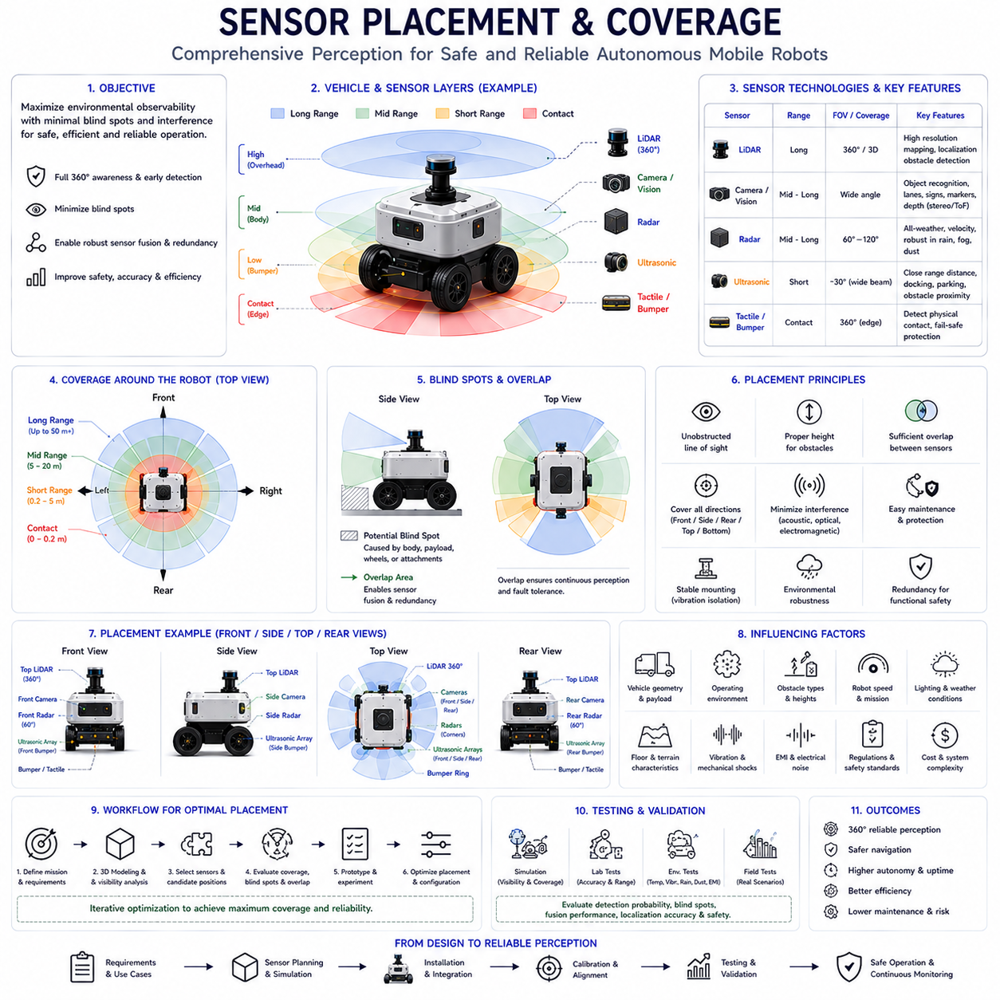 SENSOR PLACEMENT & COVERAGE
Comprehensive Perception for Safe and Reliable Autonomous Mobile Robots
1. OBJECTIVE
Maximize environmental observability
with minimal blind spots and interference
for safe, efficient and reliable operation.
Full 360° awareness & early detection
Minimize blind spots
Enable robust sensor fusion & redundancy
Improve safety, accuracy & efficiency
2. VEHICLE & SENSOR LAYERS (EXAMPLE)
Long Range
Mid Range
Short Range
Contact
High
(Overhead)
Mid
(Body)
Low
(Bumper)
Contact
(Edge)
LiDAR
(360°)
Camera /
Vision
Radar
Ultrasonic
Tactile /
Bumper
3. SENSOR TECHNOLOGIES & KEY FEATURES
Sensor Range FOV / Coverage Key Features
LiDAR Long 360° / 3D High resolution
mapping, localization
obstacle detection
Camera /
Vision Mid - Long Wide angle Object recognition,
lanes, signs, markers,
depth (stereo/ToF)
Radar Mid - Long 60°–120° All-weather, velocity,
robust in rain, fog,
dust
Ultrasonic Short ~30° (wide beam) Close range distance,
docking, parking,
obstacle proximity
Tactile /
Bumper Contact 360° (edge) Detect physical
contact, fail-safe
protection
4. COVERAGE AROUND THE ROBOT (TOP VIEW)
Front
Long Range
(Up to 50 m+)
Mid Range
(5 – 20 m)
Short Range
(0.2 – 5 m)
Left
Right
Contact
(0 – 0.2 m)
Rear
5. BLIND SPOTS & OVERLAP
Side View
Top View
Potential Blind Spot
Caused by body, payload,
wheels, or attachments
Overlap Area
Enables sensor
fusion & redundancy
Overlap ensures continuous perception
and fault tolerance.
6. PLACEMENT PRINCIPLES
Unobstructed
line of sight
Proper height
for obstacles
Sufficient overlap
between sensors
Cover all directions
(Front / Side / Rear /
Top / Bottom)
Minimize interference
(acoustic, optical,
electromagnetic)
Easy maintenance
& protection
Stable mounting
(vibration isolation)
Environmental
robustness
Redundancy for
functional safety
7. PLACEMENT EXAMPLE (FRONT / SIDE / TOP / REAR VIEWS)
Front View
Top LiDAR
(360°)
Front Camera
Front Radar
(60°)
Ultrasonic Array
(Front Bumper)
Bumper / Tactile
Side View
Top LiDAR
Side Camera
Side Radar
Ultrasonic Array
(Side Bumper)
Top View
LiDAR 360°
Cameras
(Front / Side /
Rear)
Radars
(Corners)
Ultrasonic Arrays
(Front / Side / Rear)
Bumper Ring
Rear View
Top LiDAR
Rear Camera
Rear Radar
(60°)
Ultrasonic Array
(Rear Bumper)
Bumper / Tactile
8. INFLUENCING FACTORS
Vehicle geometry
& payload
Operating
environment
Obstacle types
& heights
Robot speed
& mission
Lighting & weather
conditions
Floor & terrain
characteristics
Vibration &
mechanical shocks
EMI & electrical
noise
Regulations &
safety standards
$
Cost & system
complexity
9. WORKFLOW FOR OPTIMAL PLACEMENT
1. Define mission
& requirements
2. 3D Modeling &
& visibility analysis
3. Select sensors &
candidate positions
4. Evaluate coverage,
blind spots & overlap
5. Prototype &
experiment
6. Optimize placement
& configuration
Iterative optimization to achieve maximum coverage and reliability.
10. TESTING & VALIDATION
Simulation
(Visibility & Coverage)
Lab Tests
(Accuracy & Range)
Env. Tests
(Temp, Vibr., Rain, Dust, EMI)
Field Tests
(Real Scenarios)
Evaluate detection probability, blind spots,
fusion performance, localization accuracy & safety.
11. OUTCOMES
360° reliable perception
Safer navigation
Higher autonomy & uptime
Better efficiency
Lower maintenance & risk
FROM DESIGN TO RELIABLE PERCEPTION
Requirements
& Use Cases
Sensor Planning
& Simulation
Installation
& Integration
Calibration &
Alignment
Testing &
Validation
Safe Operation &
Continuous Monitoring